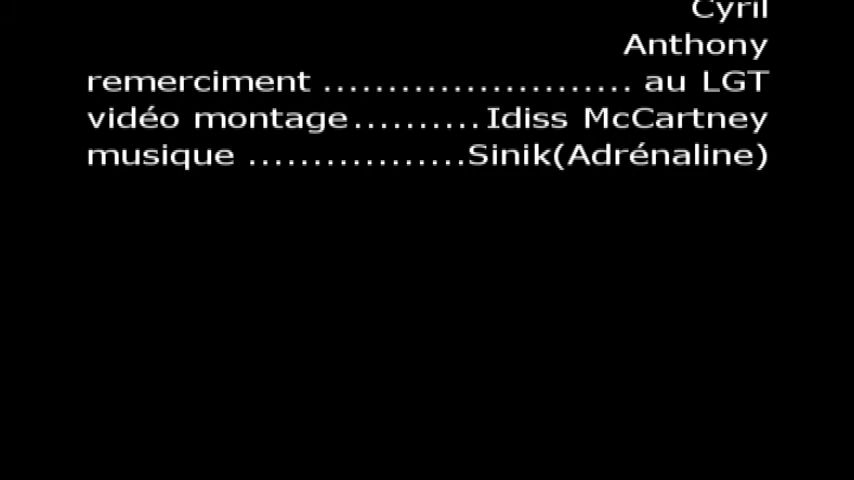 Cyril
Anthony
remerciment ........................ au LGT
vidéo montage..........Idiss McCartney
musique .................Sinik(Adrénaline)